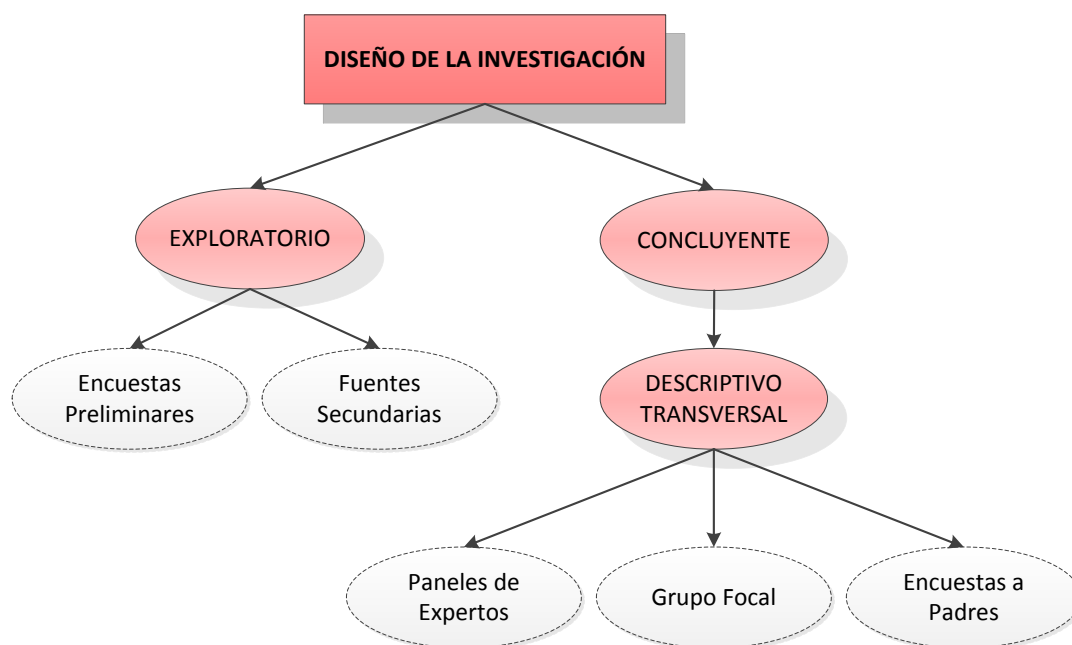 DISEÑO DE LA INVESTIGACIÓN
EXPLORATORIO
CONCLUYENTE
Encuestas
Preliminares
Fuentes
Secundarias
DESCRIPTIVO
TRANSVERSAL
Paneles de
Expertos
Grupo Focal
Encuestas a
Padres